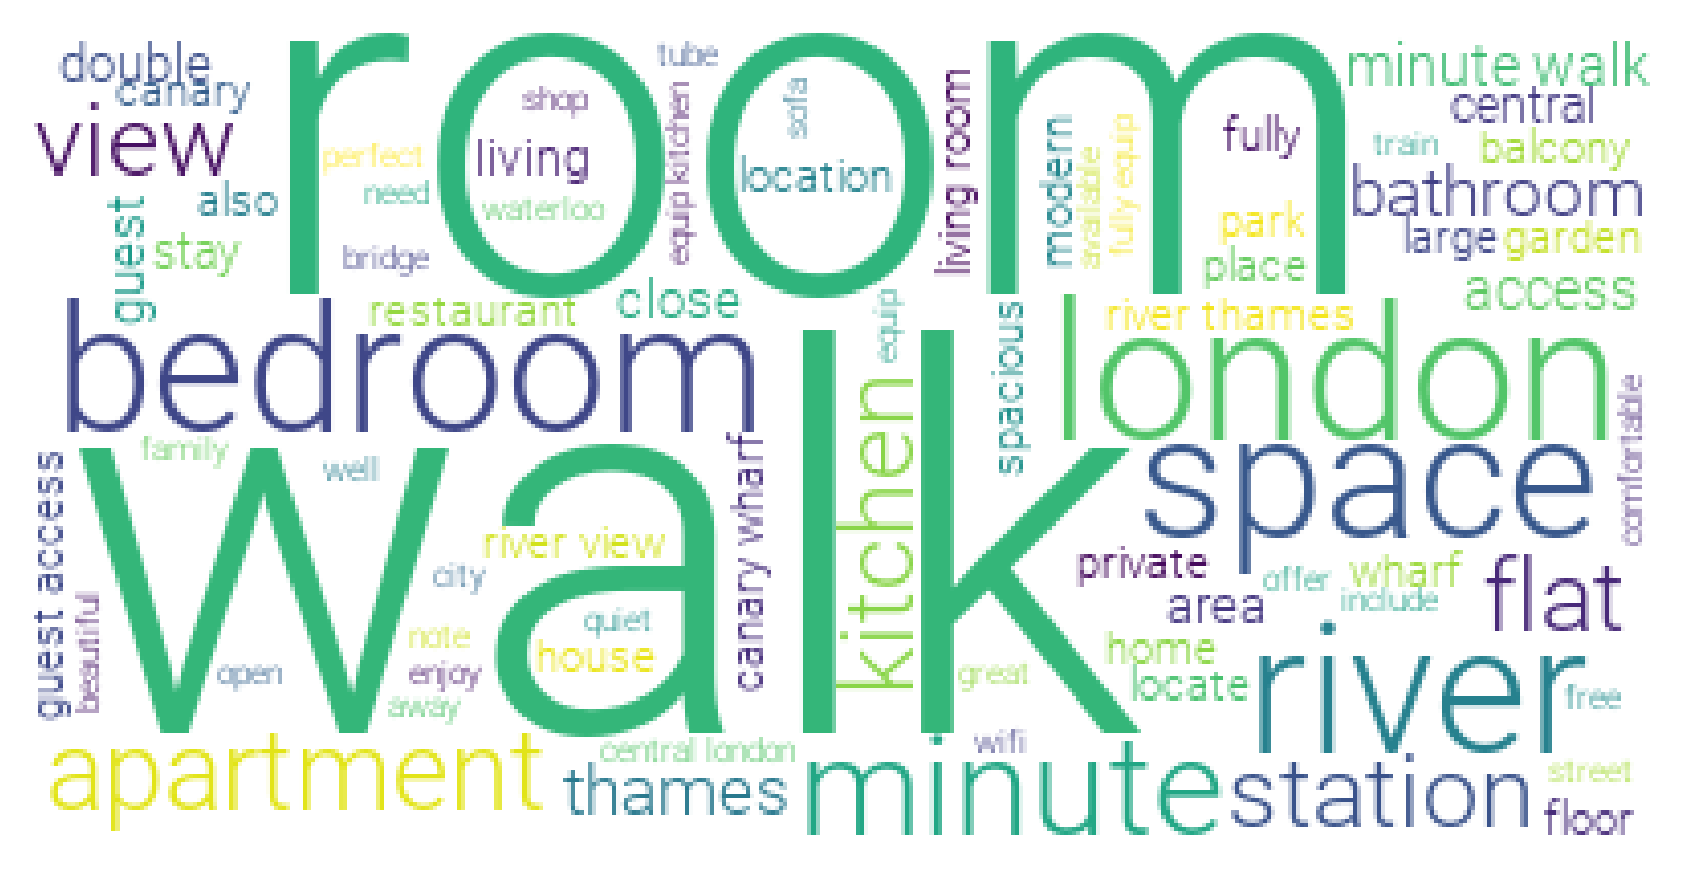 room
walk
double
canary
view
tube
shop
sofa
minute walk
central
fully
train
balcony
perfect
living
location
living room
equip kitchen
modern
available
fully equip
bathroom
guest
also
need
waterloo
park
large
garden
stay
bridge
place
access
restaurant
close
equip
river thames
bedroom
spacious
london
kitchen
comfortable
family
well
canary wharf
space
guest access
river view
city
private
offer
wharf
flat
beautiful
area
include
quiet
note
house
home
open
enjoy
great
locate
river
free
away
apartment
central london
wifi
thames
minute
station
street
floor